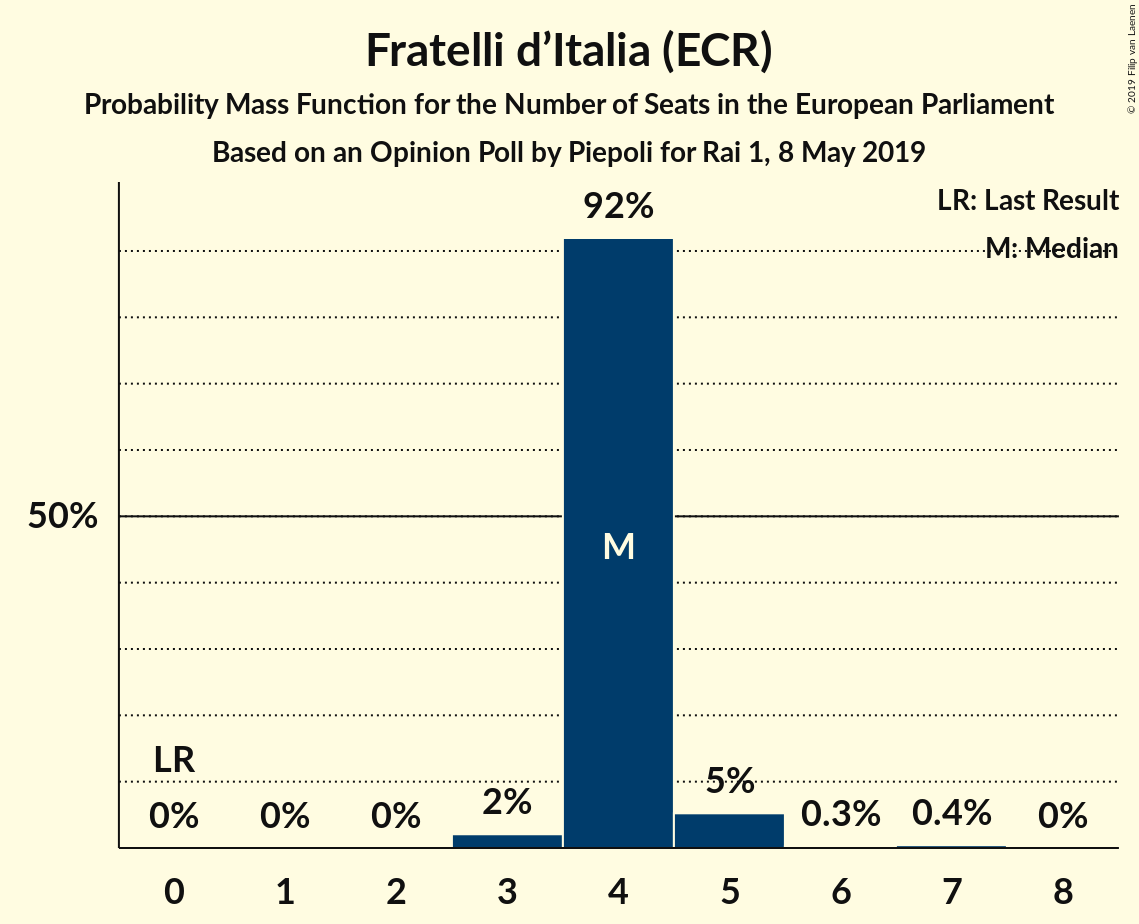 Fratelli d’Italia (ECR)
Probability Mass Function for the Number of Seats in the European Parliament
Based on an Opinion Poll by Piepoli for Rai 1, 8 May 2019
© 2019 Filip van Laenen
LR: Last Result
M: Median
92%
50%
M
LR
0%
0%
0%
2%
5%
0.3%
0.4%
0%
0 1 2 3 4 5 6 7 8